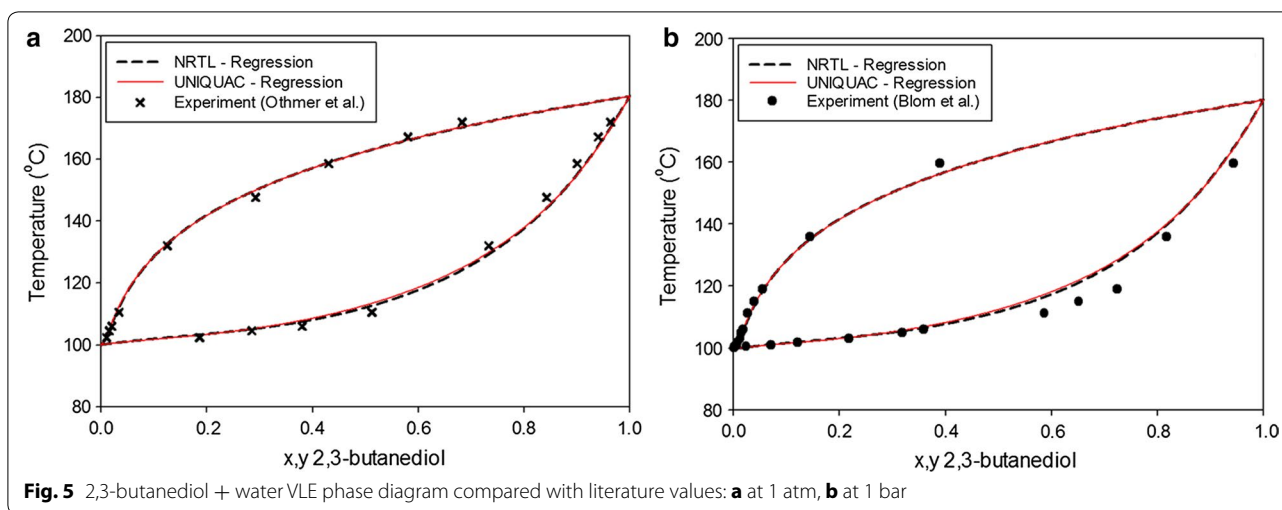 a
200
180
160
140
120
100
80
Temperature (°C)
NRTL - Regression
UNIQUAC - Regression
Experiment (Othmer et al.)
0.0 0.2 0.4 0.6 0.8 1.0
x,y 2,3-butanediol
b
200
180
160
140
120
100
80
Temperature (°C)
NRTL - Regression
UNIQUAC - Regression
Experiment (Blom et al.)
0.0 0.2 0.4 0.6 0.8 1.0
x,y 2,3-butanediol
Fig. 5 2,3-butanediol + water VLE phase diagram compared with literature values: a at 1 atm, b at 1 bar